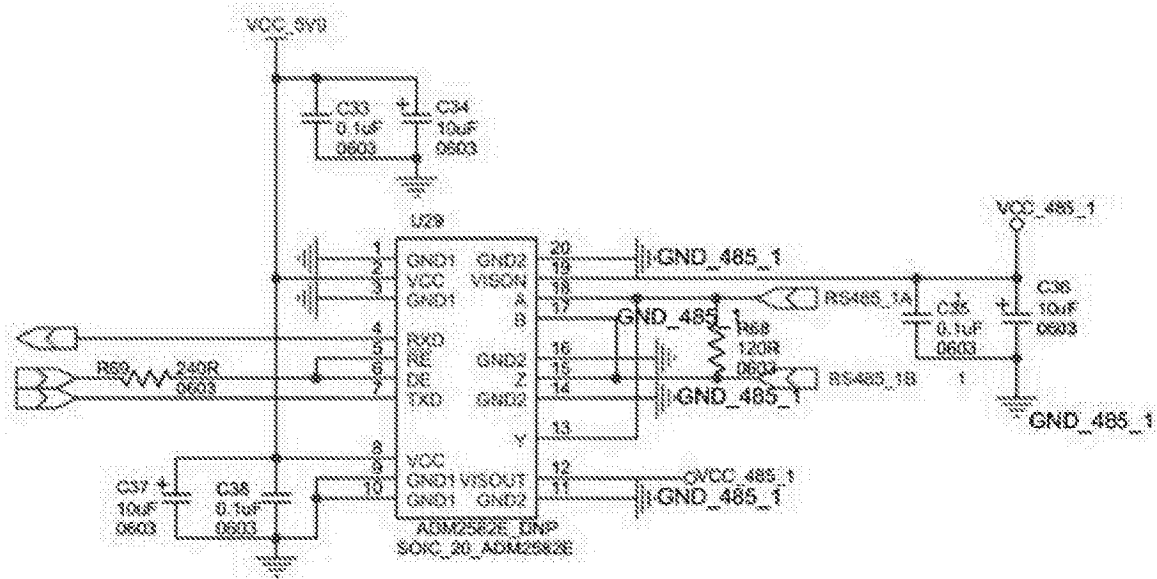 VCC_5V0
C33
0.1uF
0603
C34
10uF
0603
U29
1
2
3
4
5
6
7
8
9
10
GND1
VCC
GND1
RXD
RE
DE
TXD
VCC
GND1
GND1
GND2
VISON
A
B
GND2
Z
GND2
Y
VISOUT
GND2
20
19
18
17
16
15
14
13
12
11
GND_485_1
GND_485_1
GND_485_1
VCC_485_1
GND_485_1
R69
240R
0603
R68
120R
0603
RS485_1A
RS485_1B
VCC_485_1
C35
0.1uF
0603
1
1
C36
10uF
0603
GND_485_1
C37
10uF
0603
C38
0.1uF
0603
ADM2582E_DNP
SOIC_20_ADM2582E